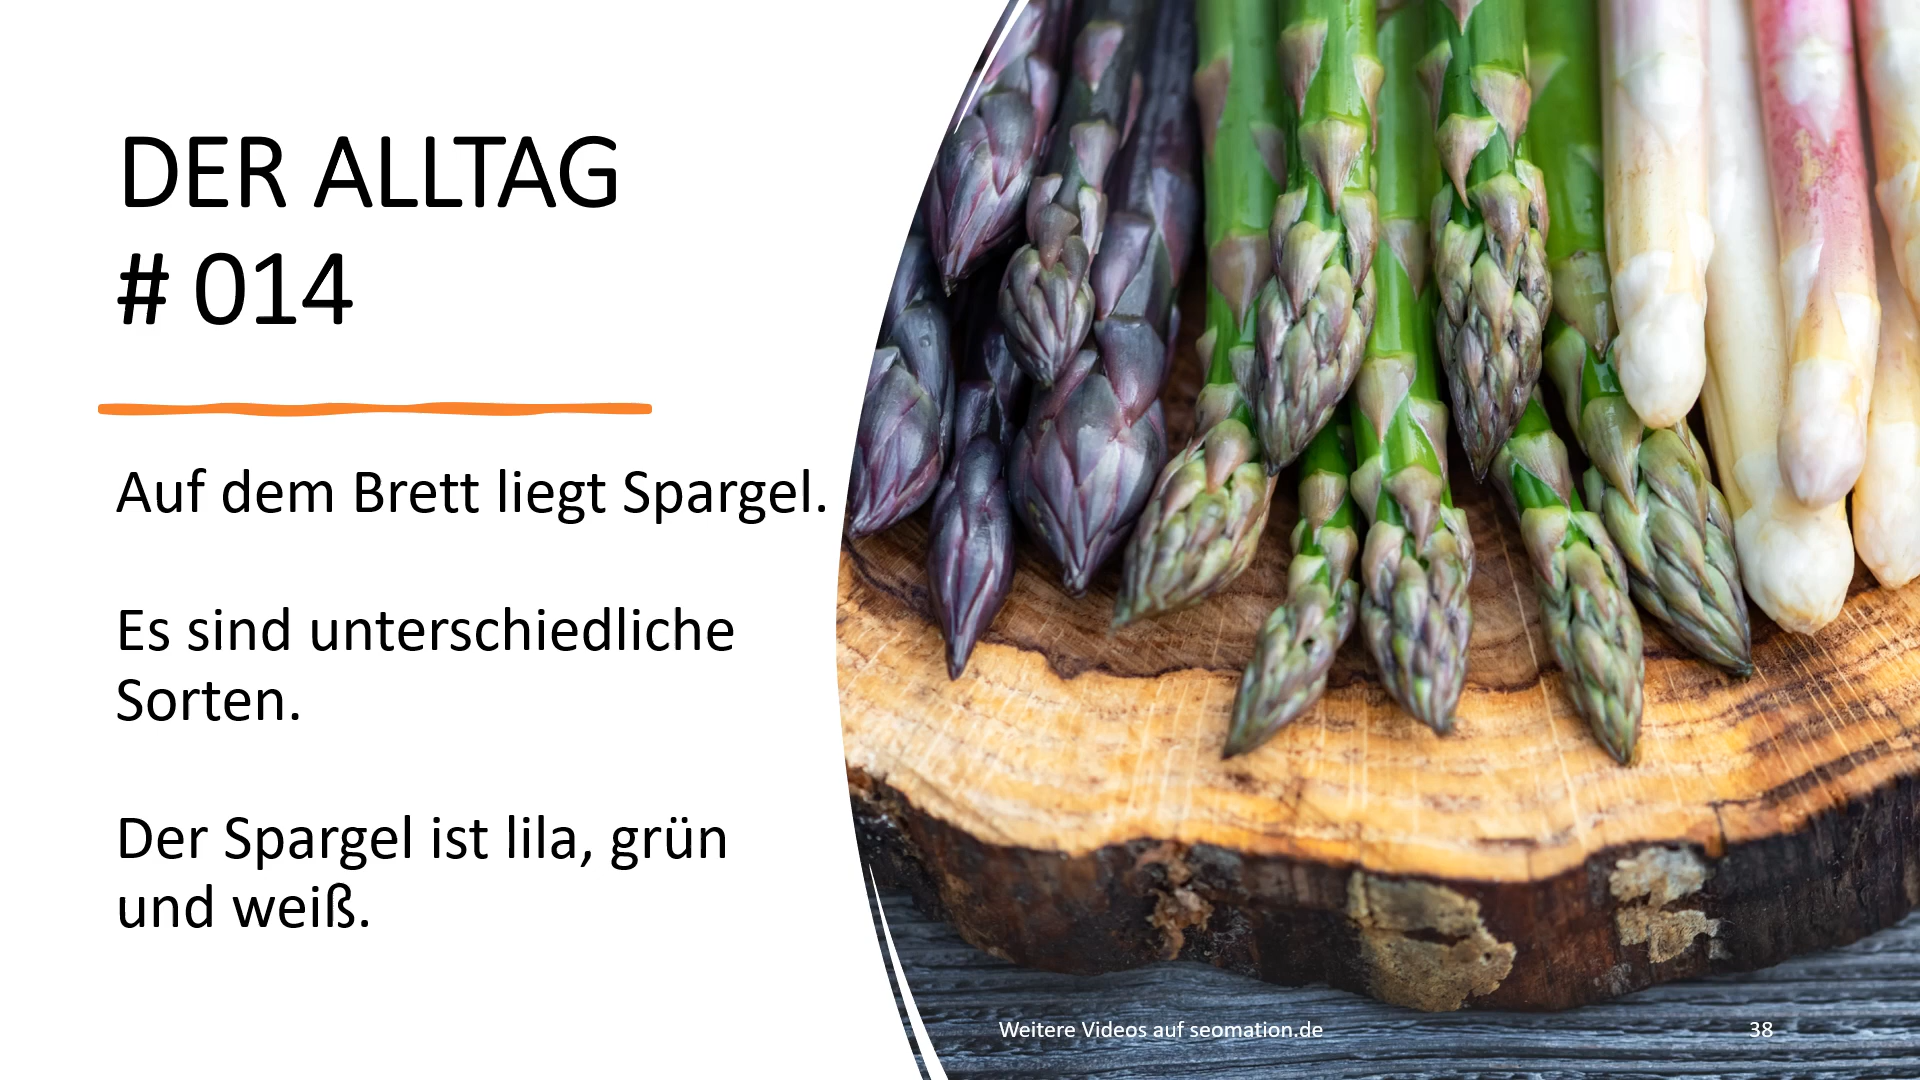 DER ALLTAG
# 014
Auf dem Brett liegt Spargel.
Es sind unterschiedliche
Sorten.
Der Spargel ist lila, grün
und weiß.
Weitere Videos auf seomation.de
38